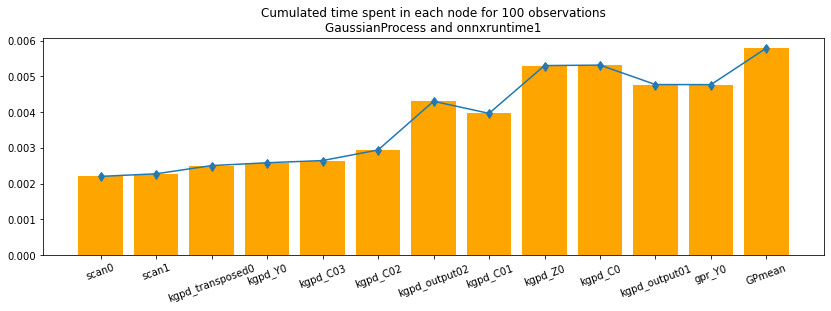 Cumulated time spent in each node for 100 observations
GaussianProcess and onnxruntime1
0.006
0.005
0.004
0.003
0.002
0.001
0.000
scan0
scan1
kgpd_transposed0
kgpd_Y0
kgpd_C03
kgpd_C02
kgpd_output02
kgpd_C01
kgpd_Z0
kgpd_C0
kgpd_output01
gpr_Y0
GPmean